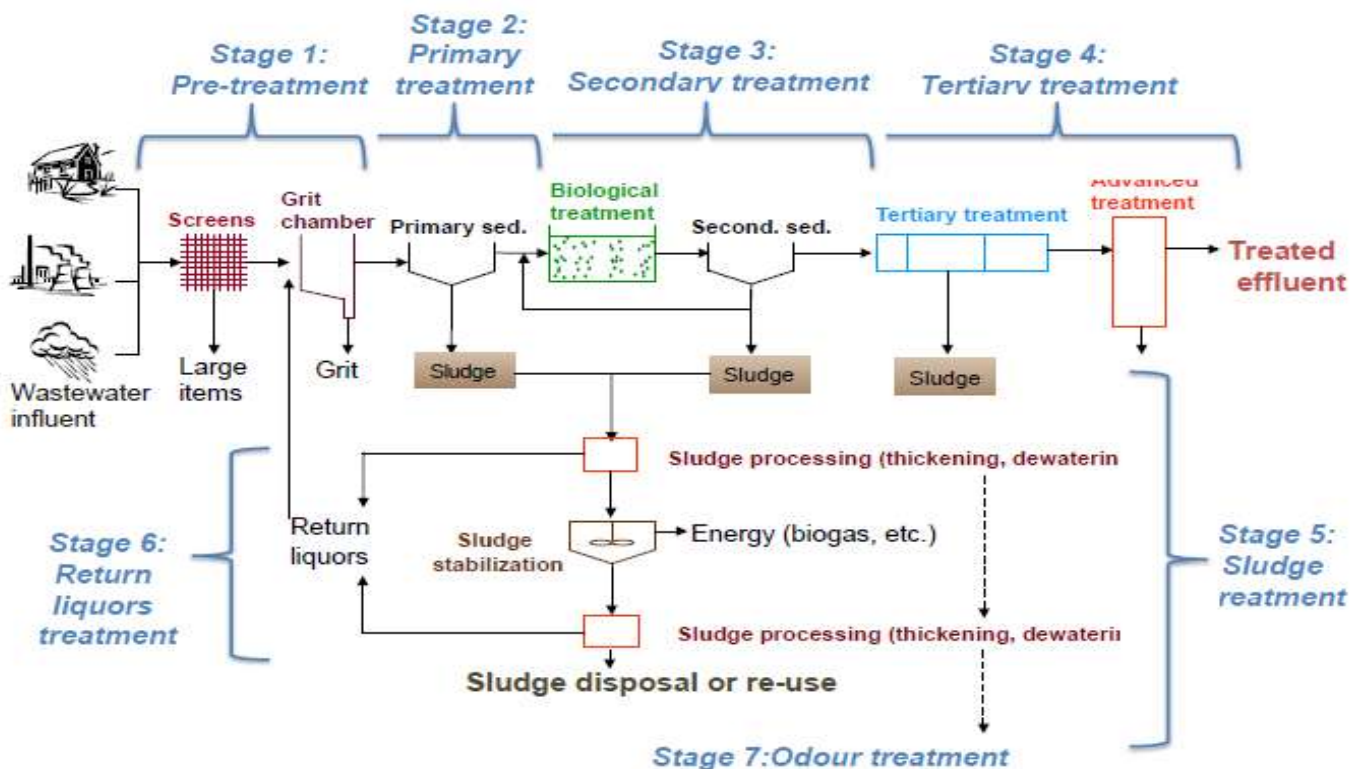 Stage 1:
Pre-treatment
Stage 2:
Primary
treatment
Stage 3:
Secondary treatment
Stage 4:
Tertiary treatment
Screens
Grit
chamber
Primary sed.
Biological
treatment
Second. sed.
Tertiary treatment
Advanced
treatment
Treated
effluent
Wastewater
influent
Large
items
Grit
Sludge
Sludge
Sludge
Sludge processing (thickening, dewaterin
Return
liquors
Sludge
stabilization
Energy (biogas, etc.)
Stage 6:
Return
liquors
treatment
Stage 5:
Sludge
reatment
Sludge processing (thickening, dewaterin
Sludge disposal or re-use
Stage 7:Odour treatment